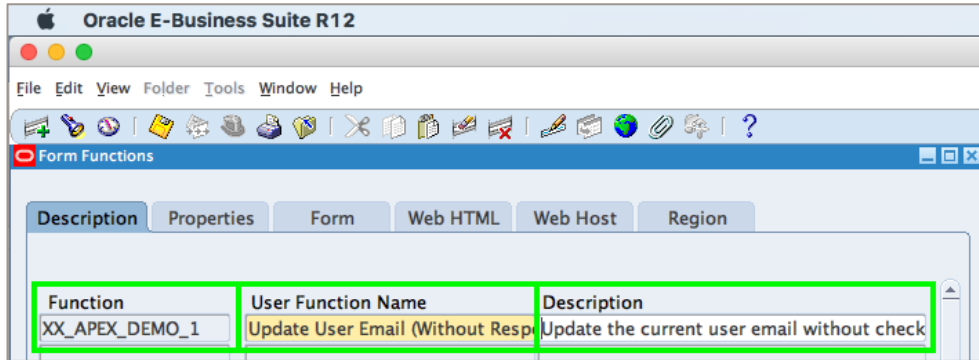 Oracle E-Business Suite R12
File Edit View Folder Tools Window Help
Form Functions
Description Properties Form Web HTML Web Host Region
Function User Function Name Description
XX_APEX_DEMO_1 Update User Email (Without Resp Update the current user email without check